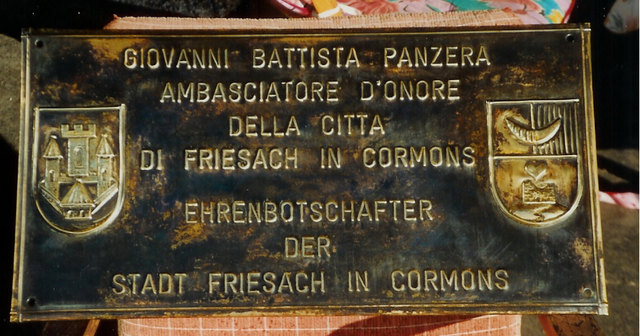 GIOVANNI BATTISTA PANZERA
AMBASCIATORE D'ONORE
DELLA CITTA
DI FRIESACH IN CORMONS
EHRENBOTSCHAFTER
DER
STADT FRIESACH IN CORMONS